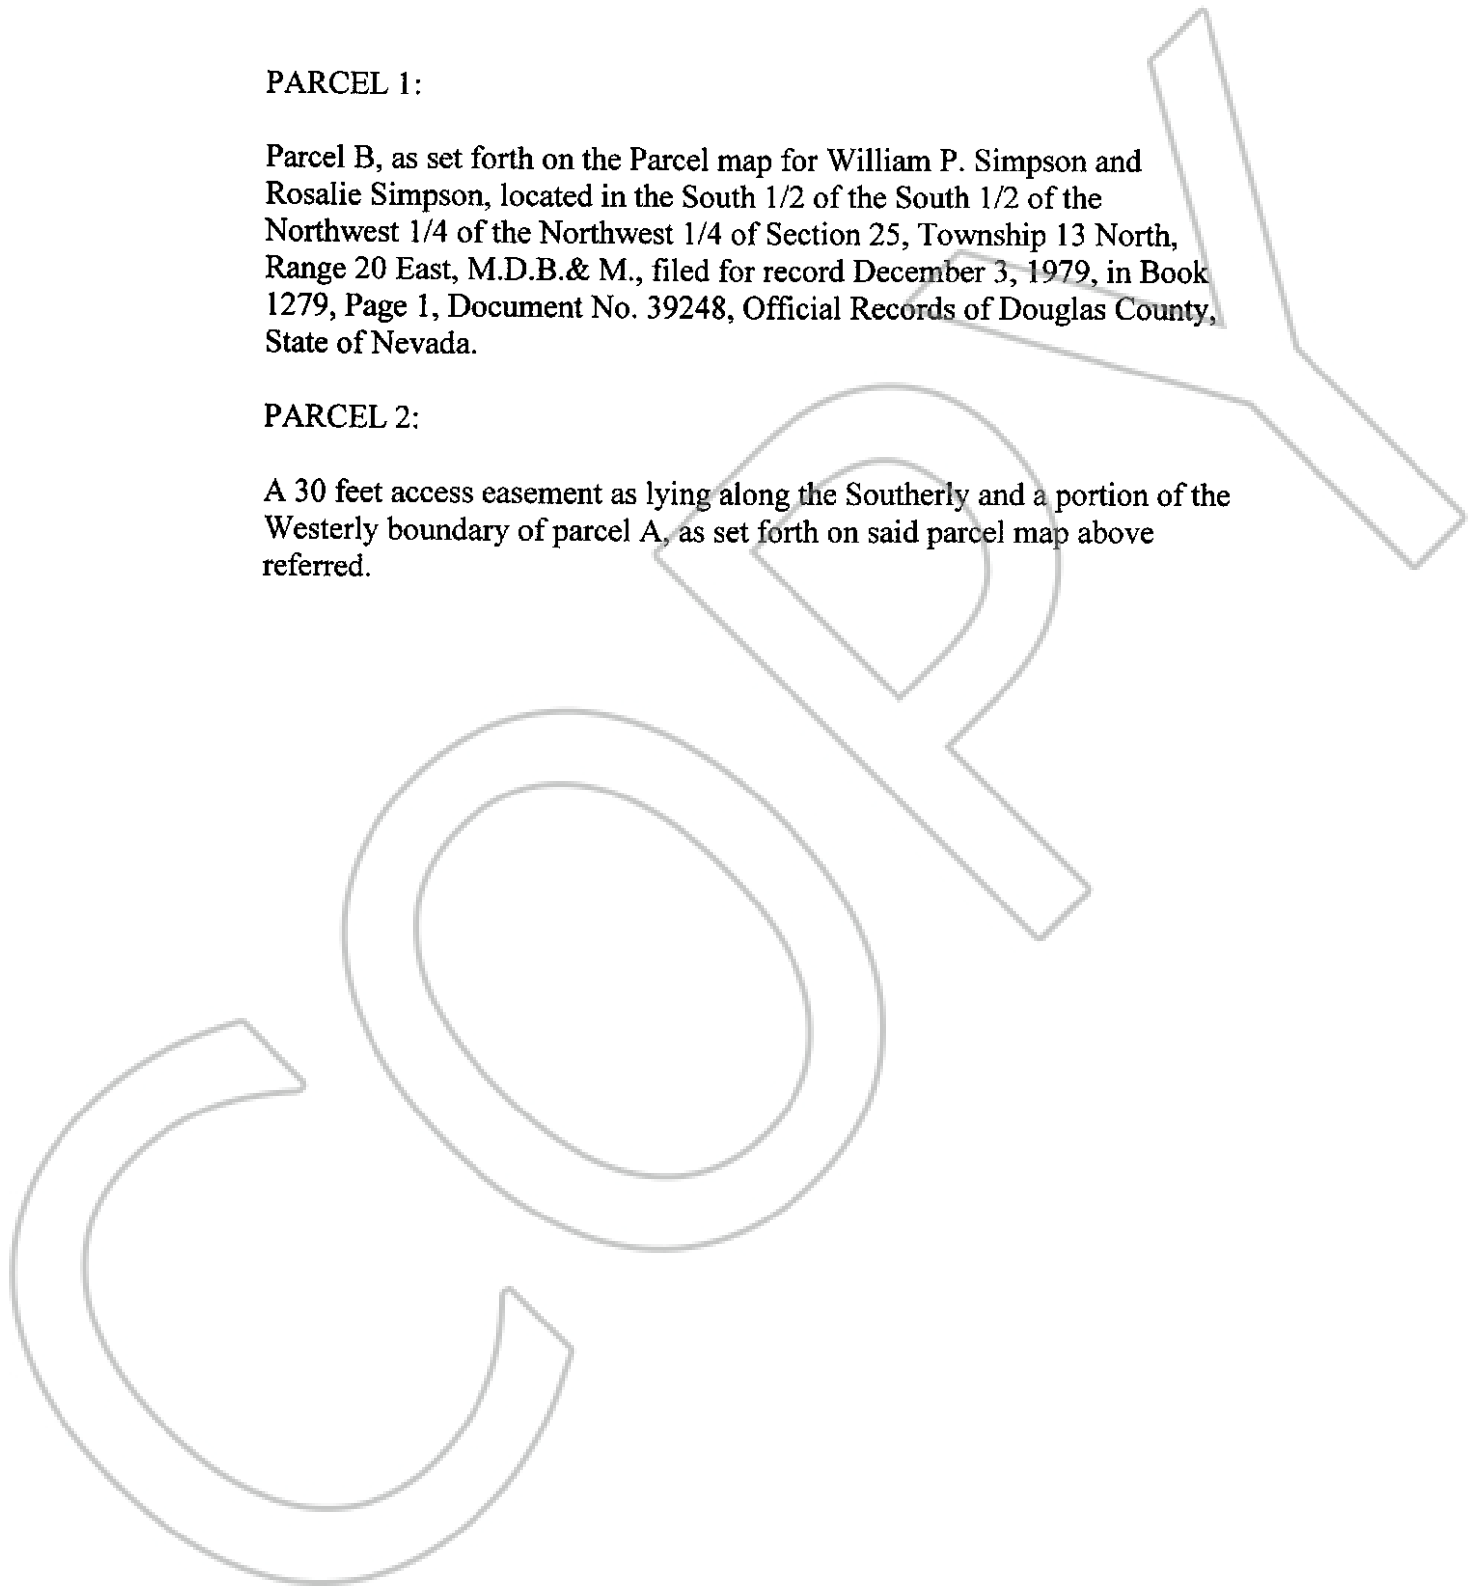 PARCEL 1:
Parcel B, as set forth on the Parcel map for William P. Simpson and
Rosalie Simpson, located in the South 1/2 of the South 1/2 of the
Northwest 1/4 of the Northwest 1/4 of Section 25, Township 13 North,
Range 20 East, M.D.B.& M., filed for record December 3, 1979, in Book
1279, Page 1, Document No. 39248, Official Records of Douglas County,
State of Nevada.
PARCEL 2:
A 30 feet access easement as lying along the Southerly and a portion of the
Westerly boundary of parcel A, as set forth on said parcel map above
referred.
COPY